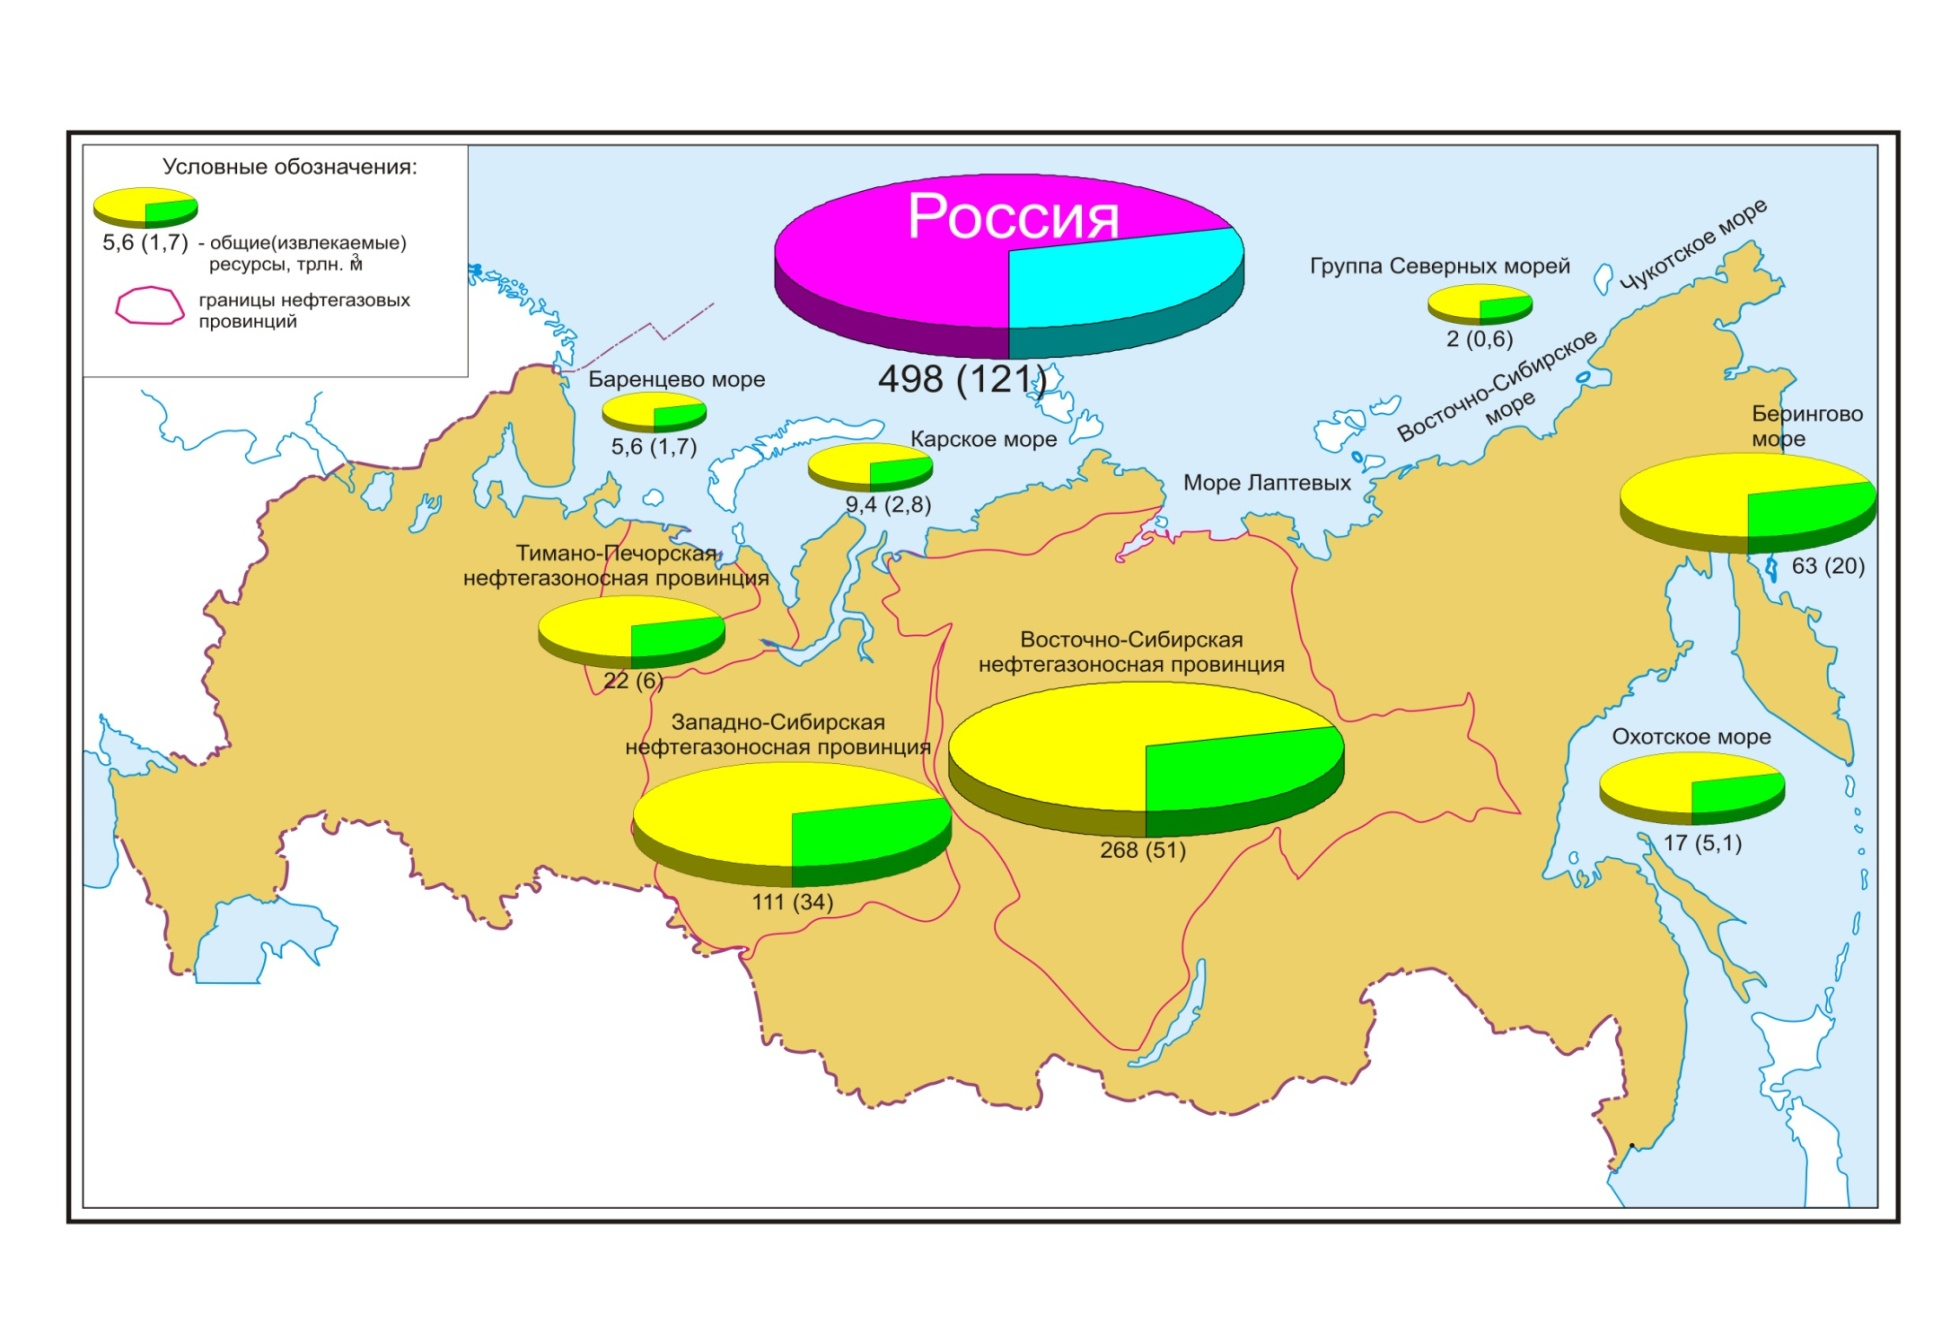 Условные обозначения:
5,6 (1,7) - общие(извлекаемые)
ресурсы, трлн. м3
границы нефтегазовых
провинций
Россия
498 (121)
Группа Северных морей
2 (0,6)
Чукотское море
Восточно-Сибирское
море
Берингово
море
63 (20)
Баренцево море
5,6 (1,7)
Карское море
9,4 (2,8)
Море Лаптевых
Тимано-Печорская
нефтегазоносная провинция
22 (6)
Восточно-Сибирская
нефтегазоносная провинция
268 (51)
Западно-Сибирская
нефтегазоносная провинция
111 (34)
Охотское море
17 (5,1)